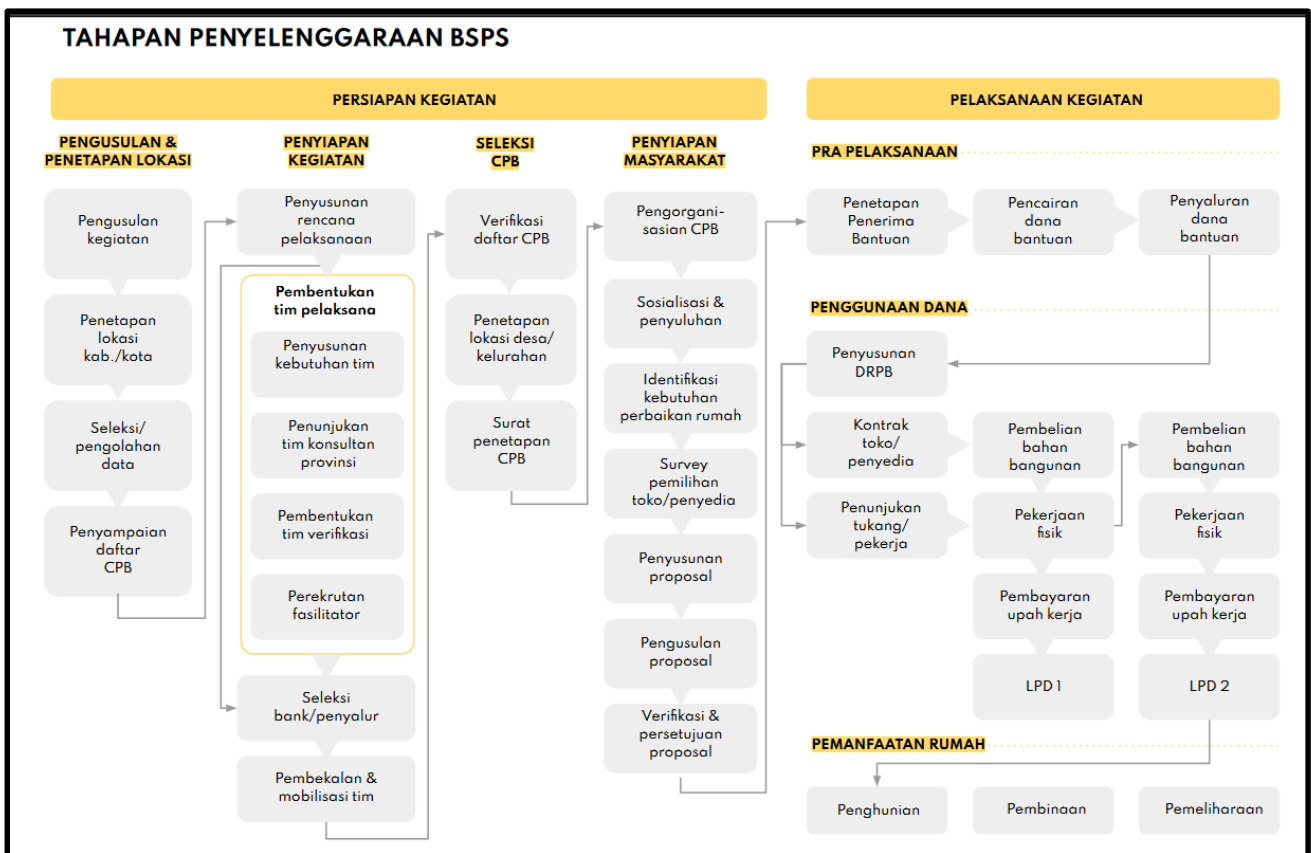 TAHAPAN PENYELENGGARAAN BSPS
PERSIAPAN KEGIATAN
PENGUSULAN &
PENETAPAN LOKASI
Pengusulan
kegiatan
Penetapan
lokasi
kab./kota
Seleksi/
pengolahan
data
Penyampaian
daftar
CPB
PENYIAPAN
KEGIATAN
Penyusunan
rencana
pelaksanaan
Pembentukan
tim pelaksana
Penyusunan
kebutuhan tim
Penunjukan
tim konsultan
provinsi
Pembentukan
tim verifikasi
Perekrutan
fasilitator
Seleksi
bank/penyalur
Pembekalan &
mobilisasi tim
SELEKSI
CPB
Verifikasi
daftar CPB
Penetapan
lokasi desa/
kelurahan
Surat
penetapan
CPB
PENYIAPAN
MASYARAKAT
Pengorgani-
sasian CPB
Sosialisasi &
penyuluhan
Identifikasi
kebutuhan
perbaikan rumah
Survey
pemilihan
toko/penyedia
Penyusunan
proposal
Pengusulan
proposal
Verifikasi &
persetujuan
proposal
PELAKSANAAN KEGIATAN
PRA PELAKSANAAN
Penetapan
Penerima
Bantuan
Pencairan
dana
bantuan
Penyaluran
dana
bantuan
PENGGUNAAN DANA
Penyusunan
DRPB
Kontrak
toko/
penyedia
Penunjukan
tukang/
pekerja
Pembelian
bahan
bangunan
Pekerjaan
fisik
Pembayaran
upah kerja
LPD 1
Pembelian
bahan
bangunan
Pekerjaan
fisik
Pembayaran
upah kerja
LPD 2
PEMANFAATAN RUMAH
Penghunian
Pembinaan
Pemeliharaan